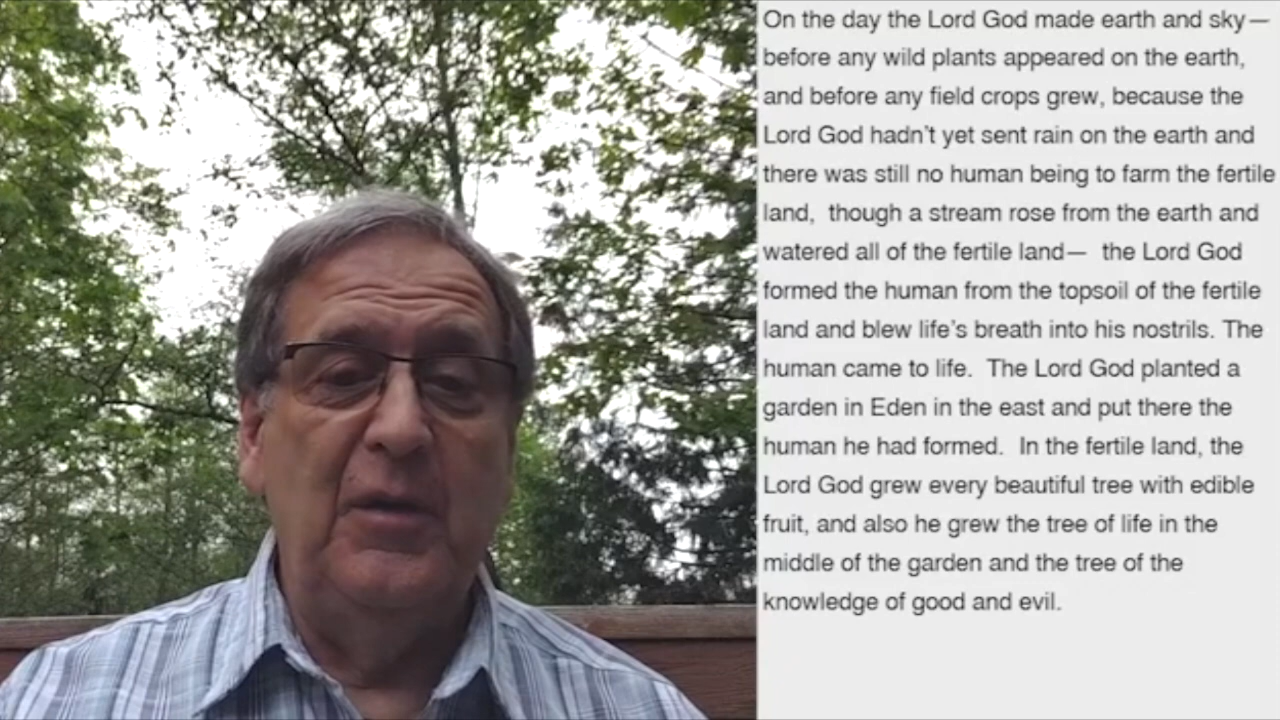 On the day the Lord God made earth and sky—
before any wild plants appeared on the earth,
and before any field crops grew, because the
Lord God hadn’t yet sent rain on the earth and
there was still no human being to farm the fertile
land,  though a stream rose from the earth and
watered all of the fertile land—  the Lord God
formed the human from the topsoil of the fertile
land and blew life’s breath into his nostrils. The
human came to life.  The Lord God planted a
garden in Eden in the east and put there the
human he had formed.  In the fertile land, the
Lord God grew every beautiful tree with edible
fruit, and also he grew the tree of life in the
middle of the garden and the tree of the
knowledge of good and evil.